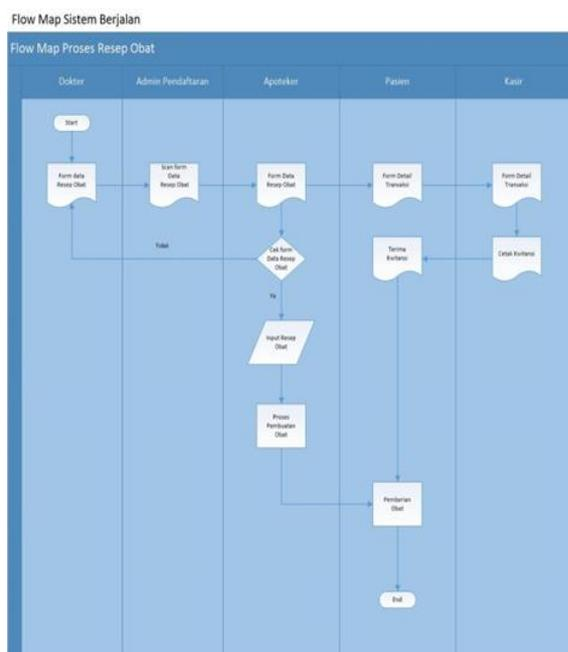 Flow Map Sistem Berjalan
Flow Map Proses Resep Obat
Dokter
Admin Pendaftaran
Apoteker
Pasien
Kasir
Start
Form data
Resep Obat
Scan form
Data
Resep Obat
Form Data
Resep Obat
Form Detail
Transaksi
Form Detail
Transaksi
Tidak
Cek form
Data Resep
Obat
Terima
Kwitansi
Cetak Kwitansi
Ya
Input Resep
Obat
Proses
Pembuatan
Obat
Pemberian
Obat
End